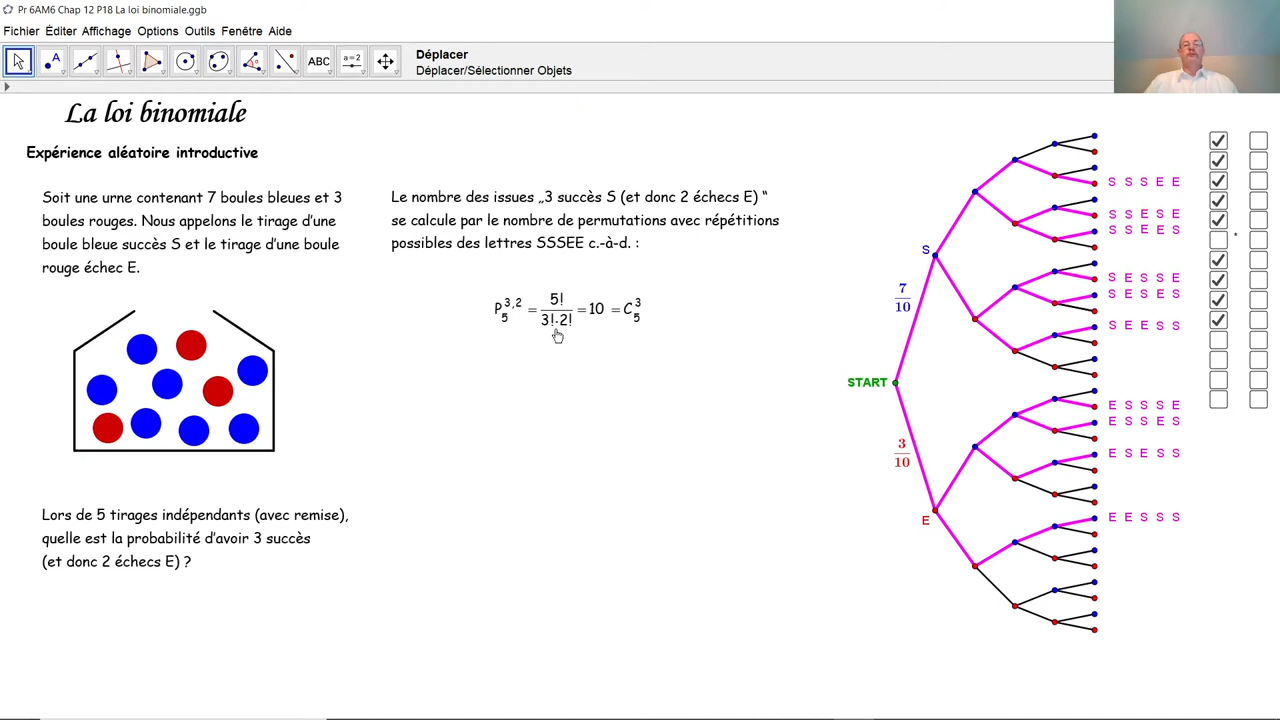 Pr 6AM6 Chap 12 P18 La loi binomiale.ggb
Fichier Éditer Affichage Options Outils Fenêtre Aide
A ABC a=2
Déplacer
Déplacer/Sélectionner Objets
La loi binomiale
Expérience aléatoire introductive
Soit une urne contenant 7 boules bleues et 3
boules rouges. Nous appelons le tirage d'une
boule bleue succès S et le tirage d'une boule
rouge échec E.
Lors de 5 tirages indépendants (avec remise),
quelle est la probabilité d'avoir 3 succès
(et donc 2 échecs E) ?
Le nombre des issues „3 succès S (et donc 2 échecs E) “
se calcule par le nombre de permutations avec répétitions
possibles des lettres SSSEE c.-à-d. :
P_5^{3,2} = 5!/(3!·2!) = 10 = C_5^3
S
7/10
START
3/10
E
S S S E E
S S E S E
S S E E S
S E S S E
S E S E S
S E E S S
E S S S E
E S S E S
E S E S S
E E S S S